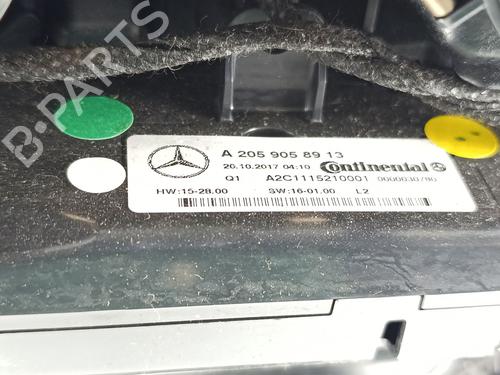 B-PARTS
A 205 905 89 13
26.10.2017 04:10 Continental
Q1 A2C1115210001
HW:15-28.00 SW:16-01.00 L2